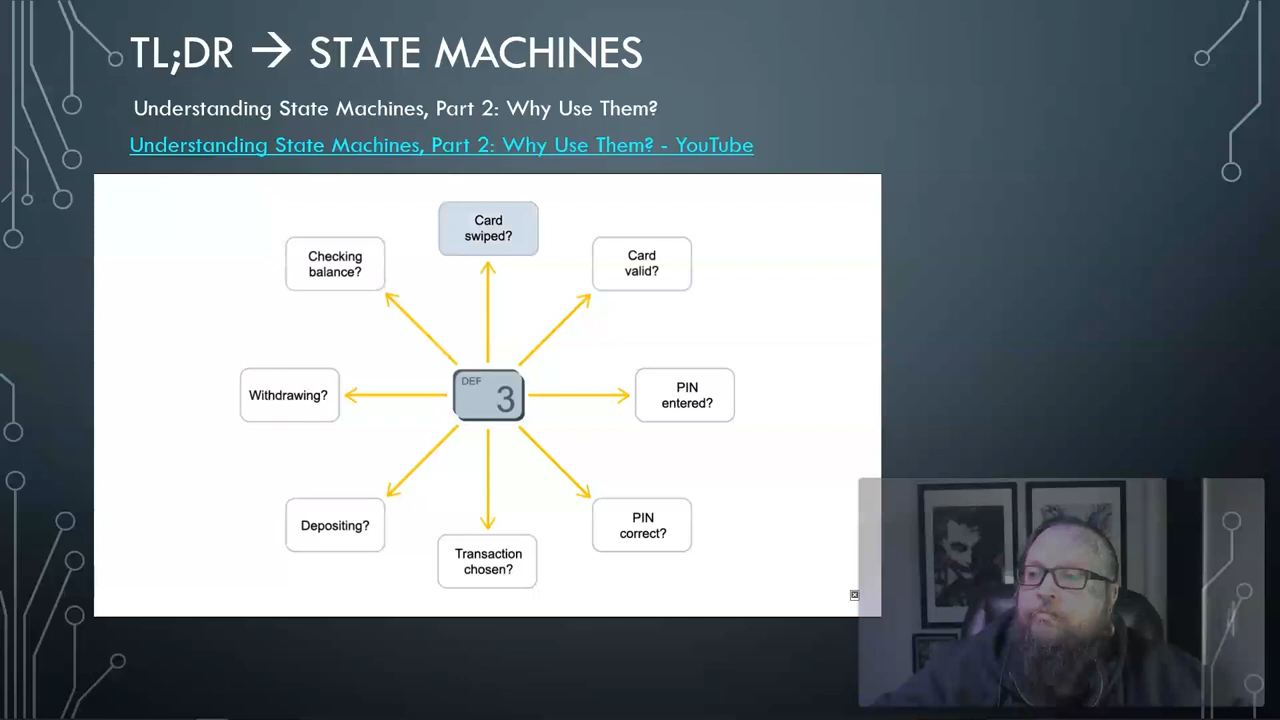 TL;DR → STATE MACHINES
Understanding State Machines, Part 2: Why Use Them?
Understanding State Machines, Part 2: Why Use Them? - YouTube
Card
swiped?
Checking
balance?
Card
valid?
Withdrawing?
DEF
3
PIN
entered?
Depositing?
Transaction
chosen?
PIN
correct?